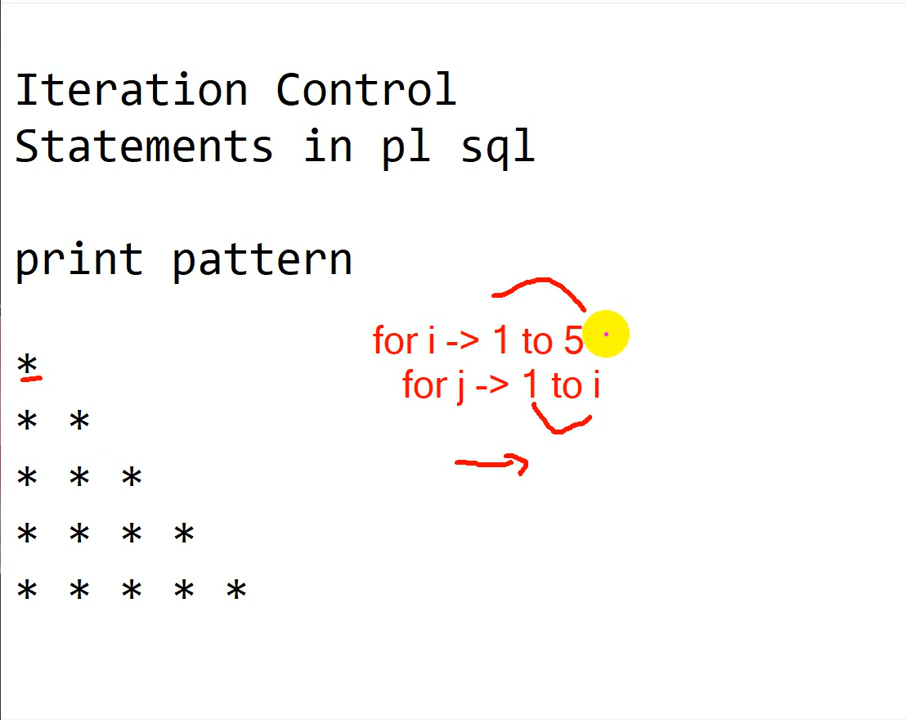 Iteration Control
Statements in pl sql
print pattern
for i -> 1 to 5
*
for j -> 1 to i
* *
* * *
* * * *
* * * * *